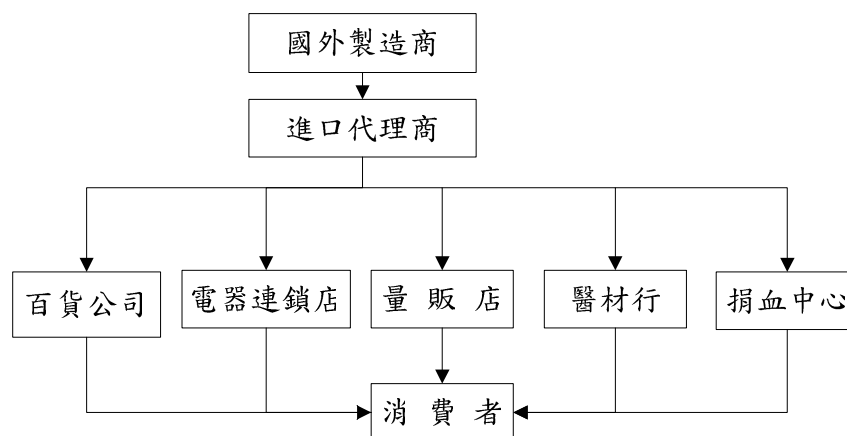 國外製造商
進口代理商
百貨公司
電器連鎖店
量販店
醫材行
捐血中心
消費者